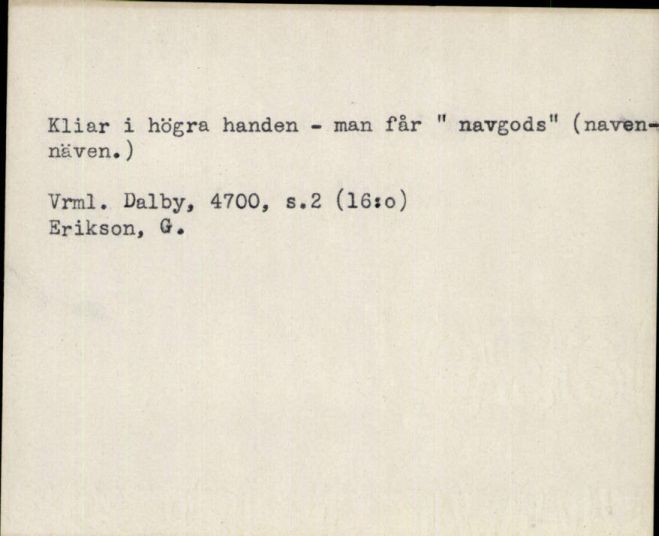 Kliar i högra handen - man får " navgods" (naven-
näven.)
Vrml. Dalby, 4700, s.2 (16:o)
Erikson, G.